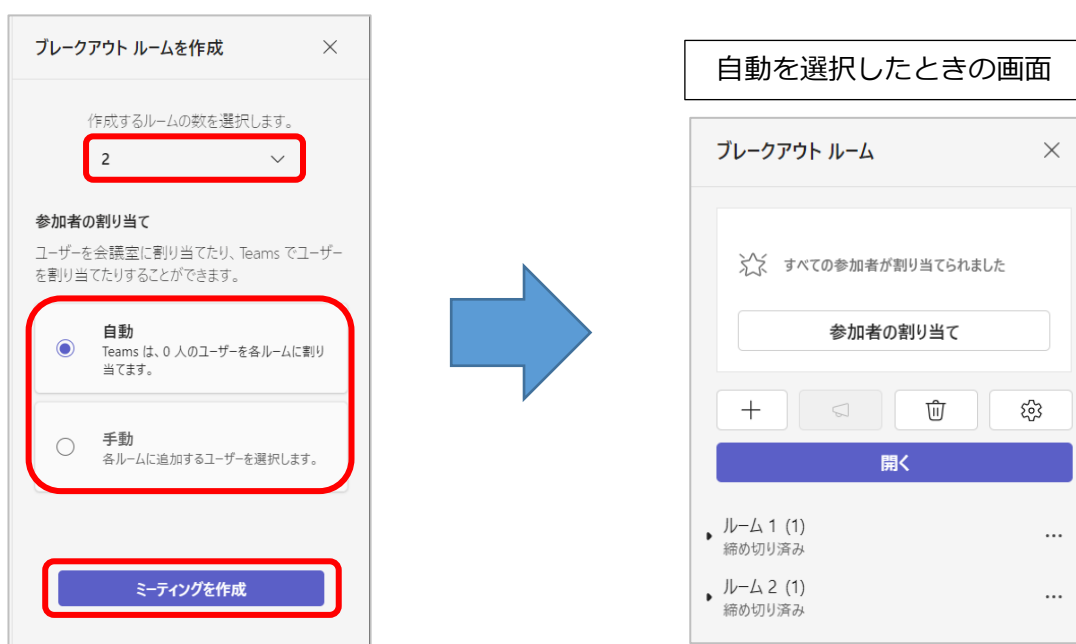 ブレークアウト ルームを作成
作成するルームの数を選択します。
2
参加者の割り当て
ユーザーを会議室に割り当てたり、Teams でユーザー
を割り当てたりすることができます。
自動
Teams は、0 人のユーザーを各ルームに割り
当てます。
手動
各ルームに追加するユーザーを選択します。
ミーティングを作成
自動を選択したときの画面
ブレークアウト ルーム
すべての参加者が割り当てられました
参加者の割り当て
開く
ルーム 1 (1)
締め切り済み
ルーム 2 (1)
締め切り済み